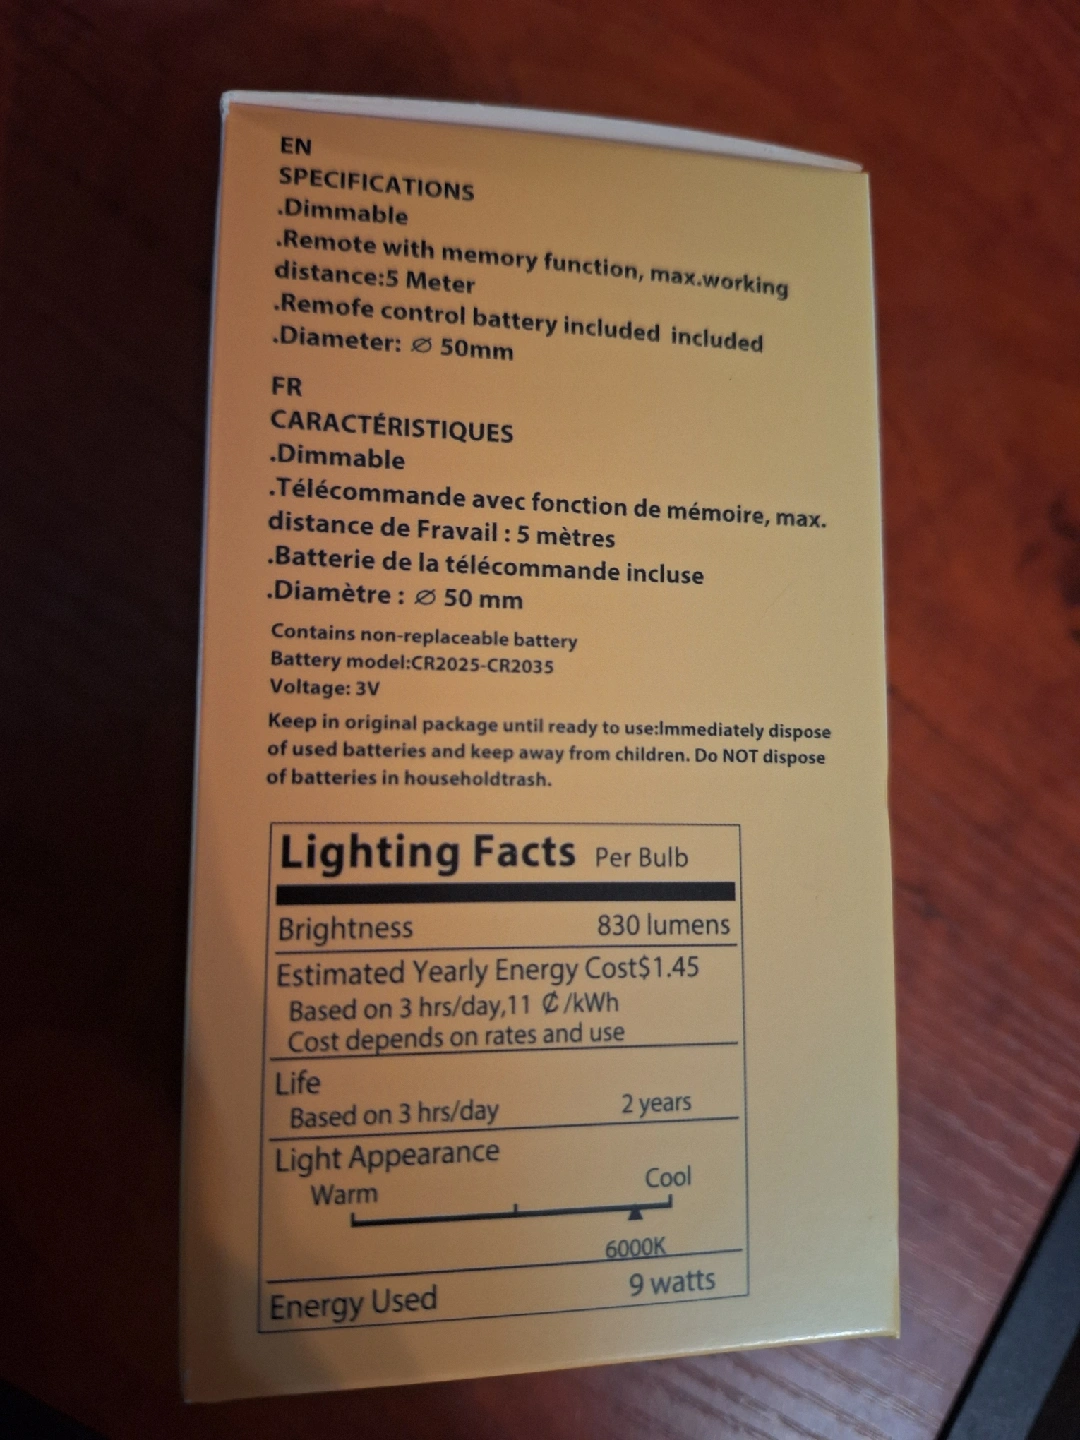 EN
SPECIFICATIONS
.Dimmable
.Remote with memory function, max.working
distance:5 Meter
.Remofe control battery included included
.Diameter: ∅ 50mm
FR
CARACTÉRISTIQUES
.Dimmable
.Télécommande avec fonction de mémoire, max.
distance de Fravail : 5 mètres
.Batterie de la télécommande incluse
.Diamètre : ∅ 50 mm
Contains non-replaceable battery
Battery model:CR2025-CR2035
Voltage: 3V
Keep in original package until ready to use:Immediately dispose
of used batteries and keep away from children. Do NOT dispose
of batteries in householdtrash.
Lighting Facts Per Bulb
Brightness 830 lumens
Estimated Yearly Energy Cost$1.45
Based on 3 hrs/day,11 ₡/kWh
Cost depends on rates and use
Life
Based on 3 hrs/day 2 years
Light Appearance
Warm Cool
6000K
Energy Used 9 watts